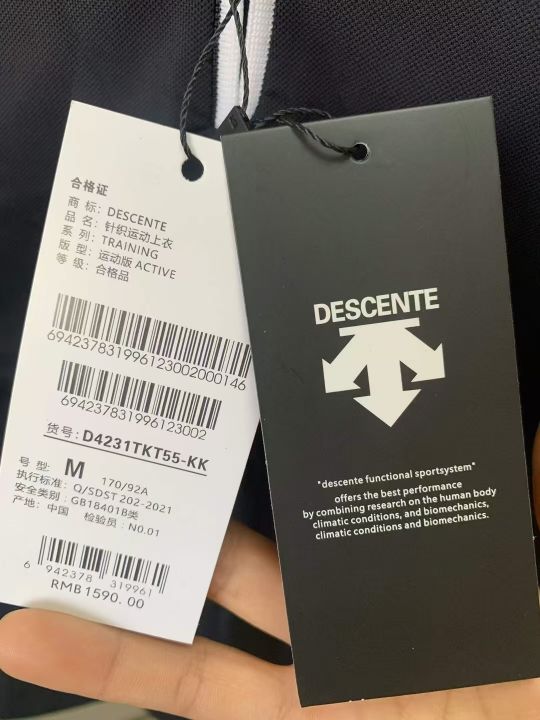 合格证
商 标: DESCENTE
品 名: 针织运动上衣
系 列: TRAINING
版 型: 运动版 ACTIVE
等 级: 合格品
694237831996123002000146
694237831996123002
货号: D4231TKT55-KK
号 型: M 170/92A
执行标准: Q/SDST 202-2021
安全类别: GB18401B类
产地: 中国 检验员: N0.01
6 942378 319961
RMB1590.00
DESCENTE
"descente functional sportsystem"
offers the best performance
by combining research on the human body
climatic conditions, and biomechanics,
climatic conditions and biomechanics.